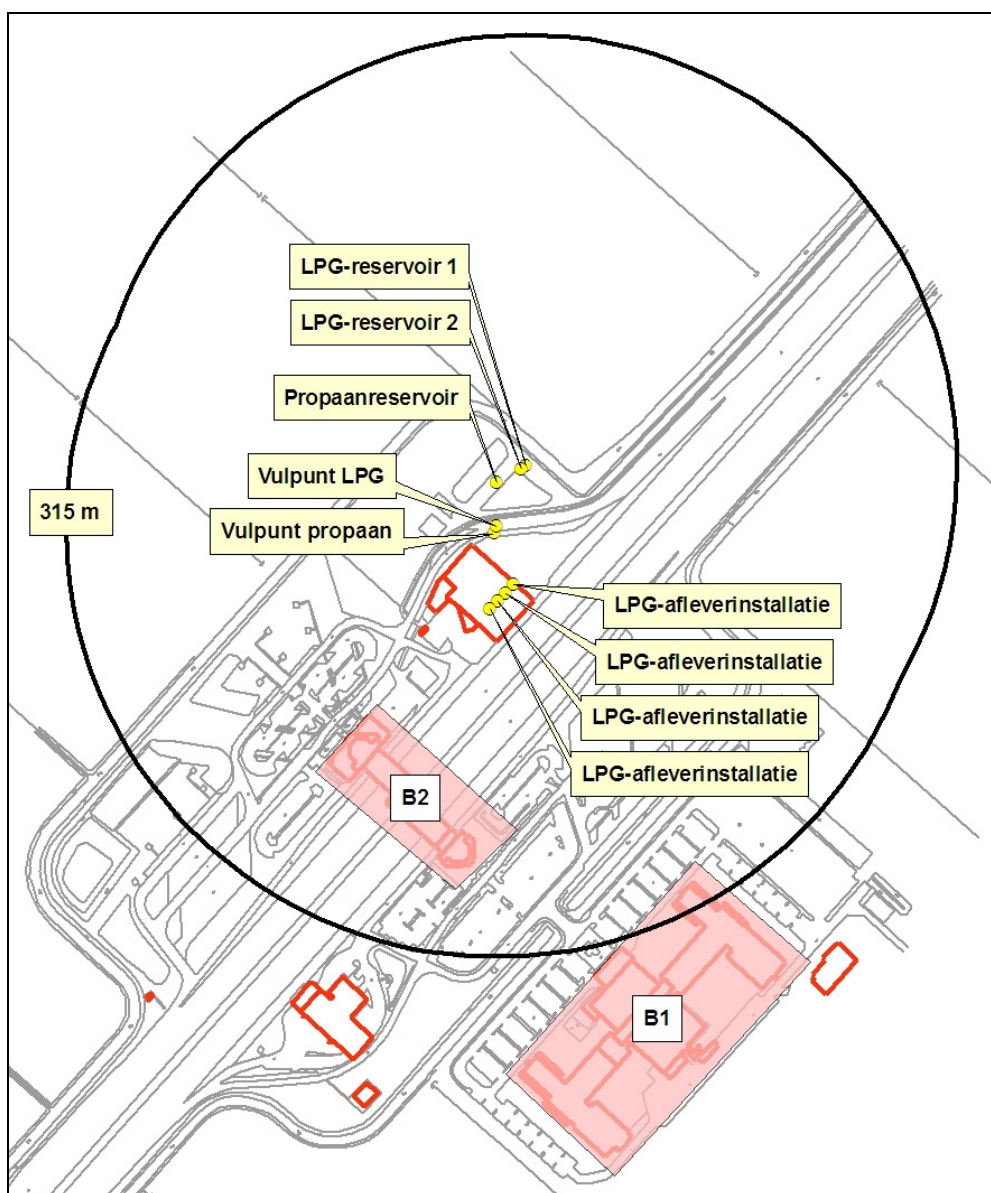 LPG-reservoir 1
LPG-reservoir 2
Propaanreservoir
Vulpunt LPG
315 m
Vulpunt propaan
LPG-afleverinstallatie
LPG-afleverinstallatie
LPG-afleverinstallatie
LPG-afleverinstallatie
B2
B1